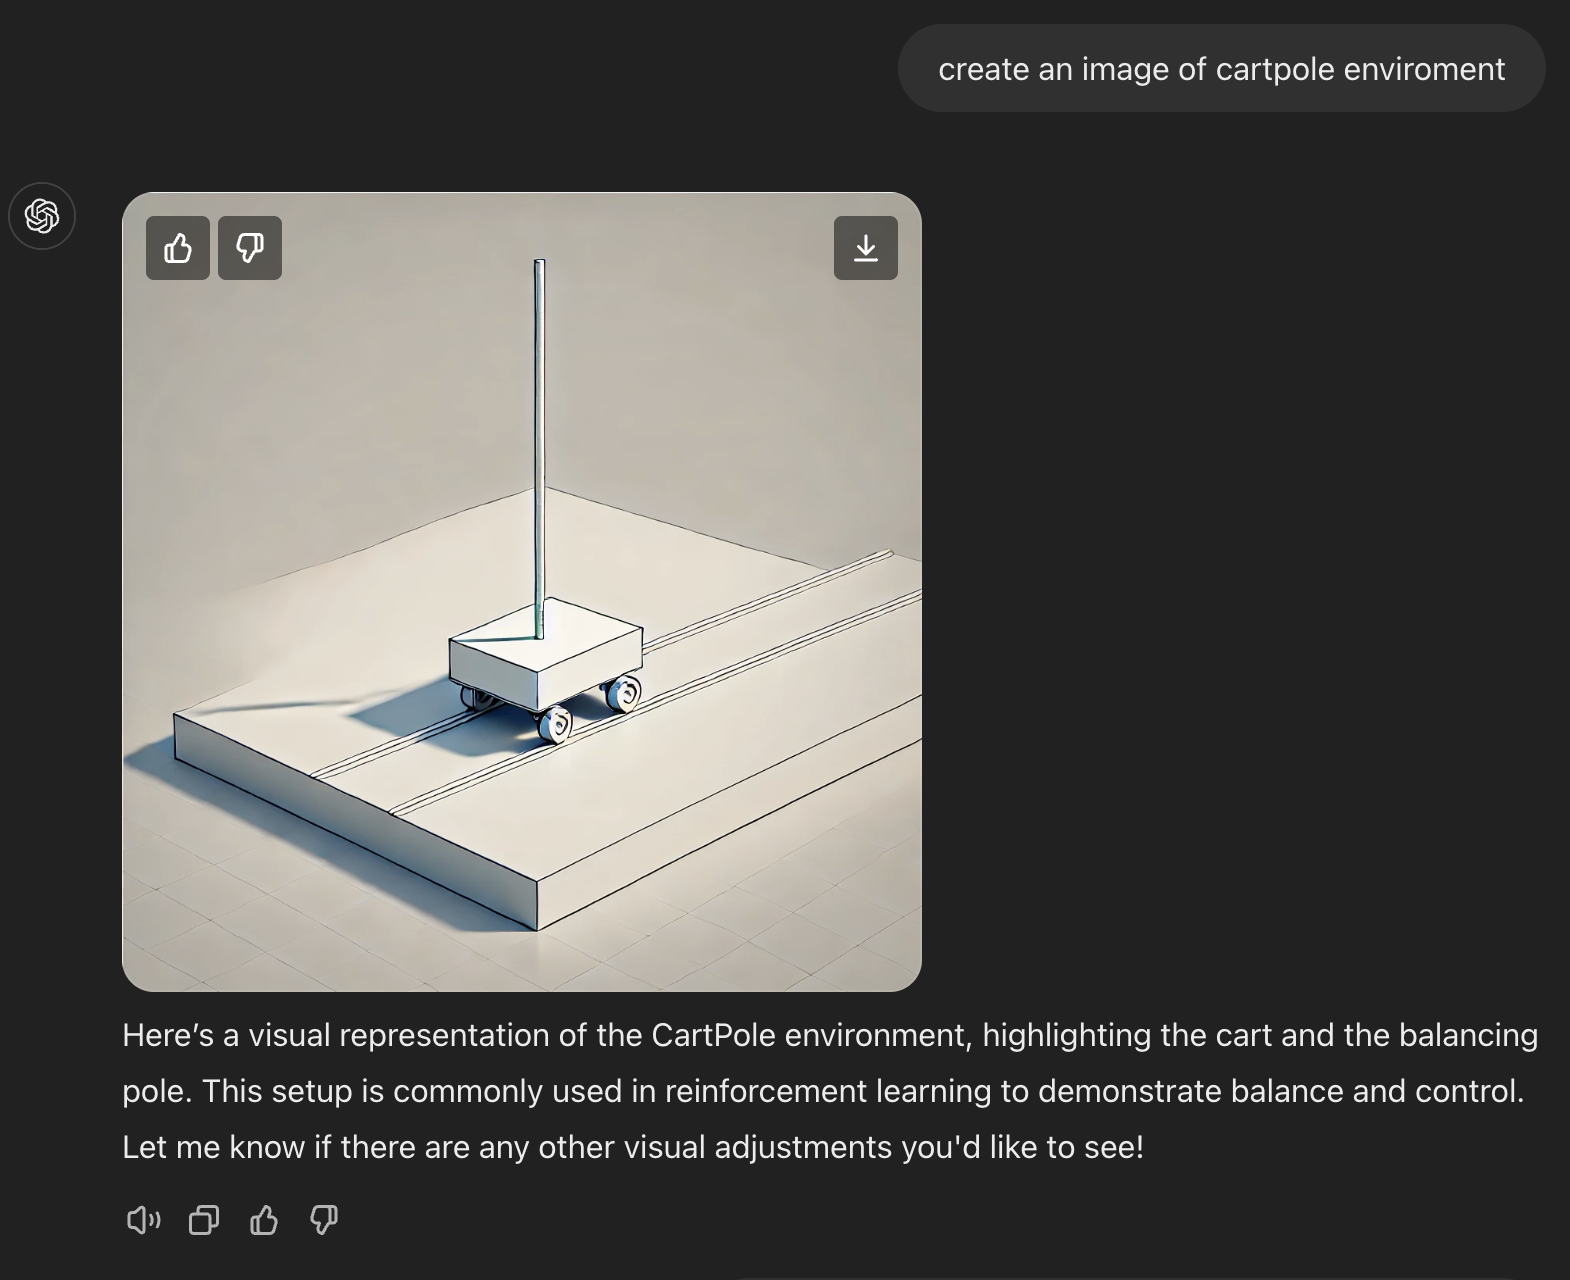 create an image of cartpole enviroment
Here’s a visual representation of the CartPole environment, highlighting the cart and the balancing
pole. This setup is commonly used in reinforcement learning to demonstrate balance and control.
Let me know if there are any other visual adjustments you'd like to see!